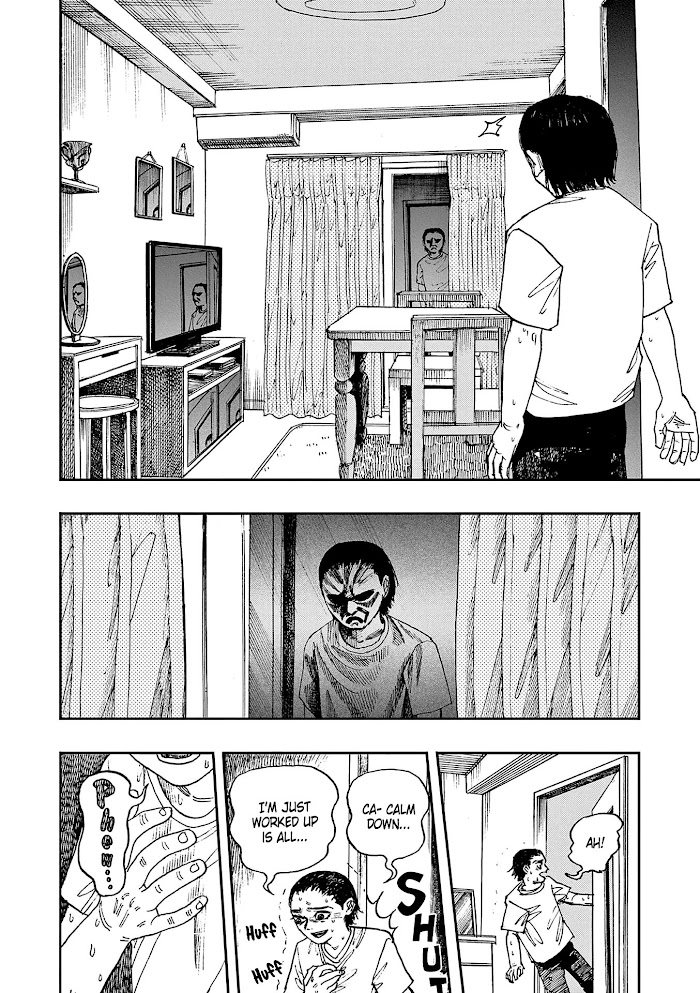 AH!
SHUT
CA- CALM
DOWN...
I'M JUST
WORKED UP
IS ALL...
Huff
Huff
Phew...